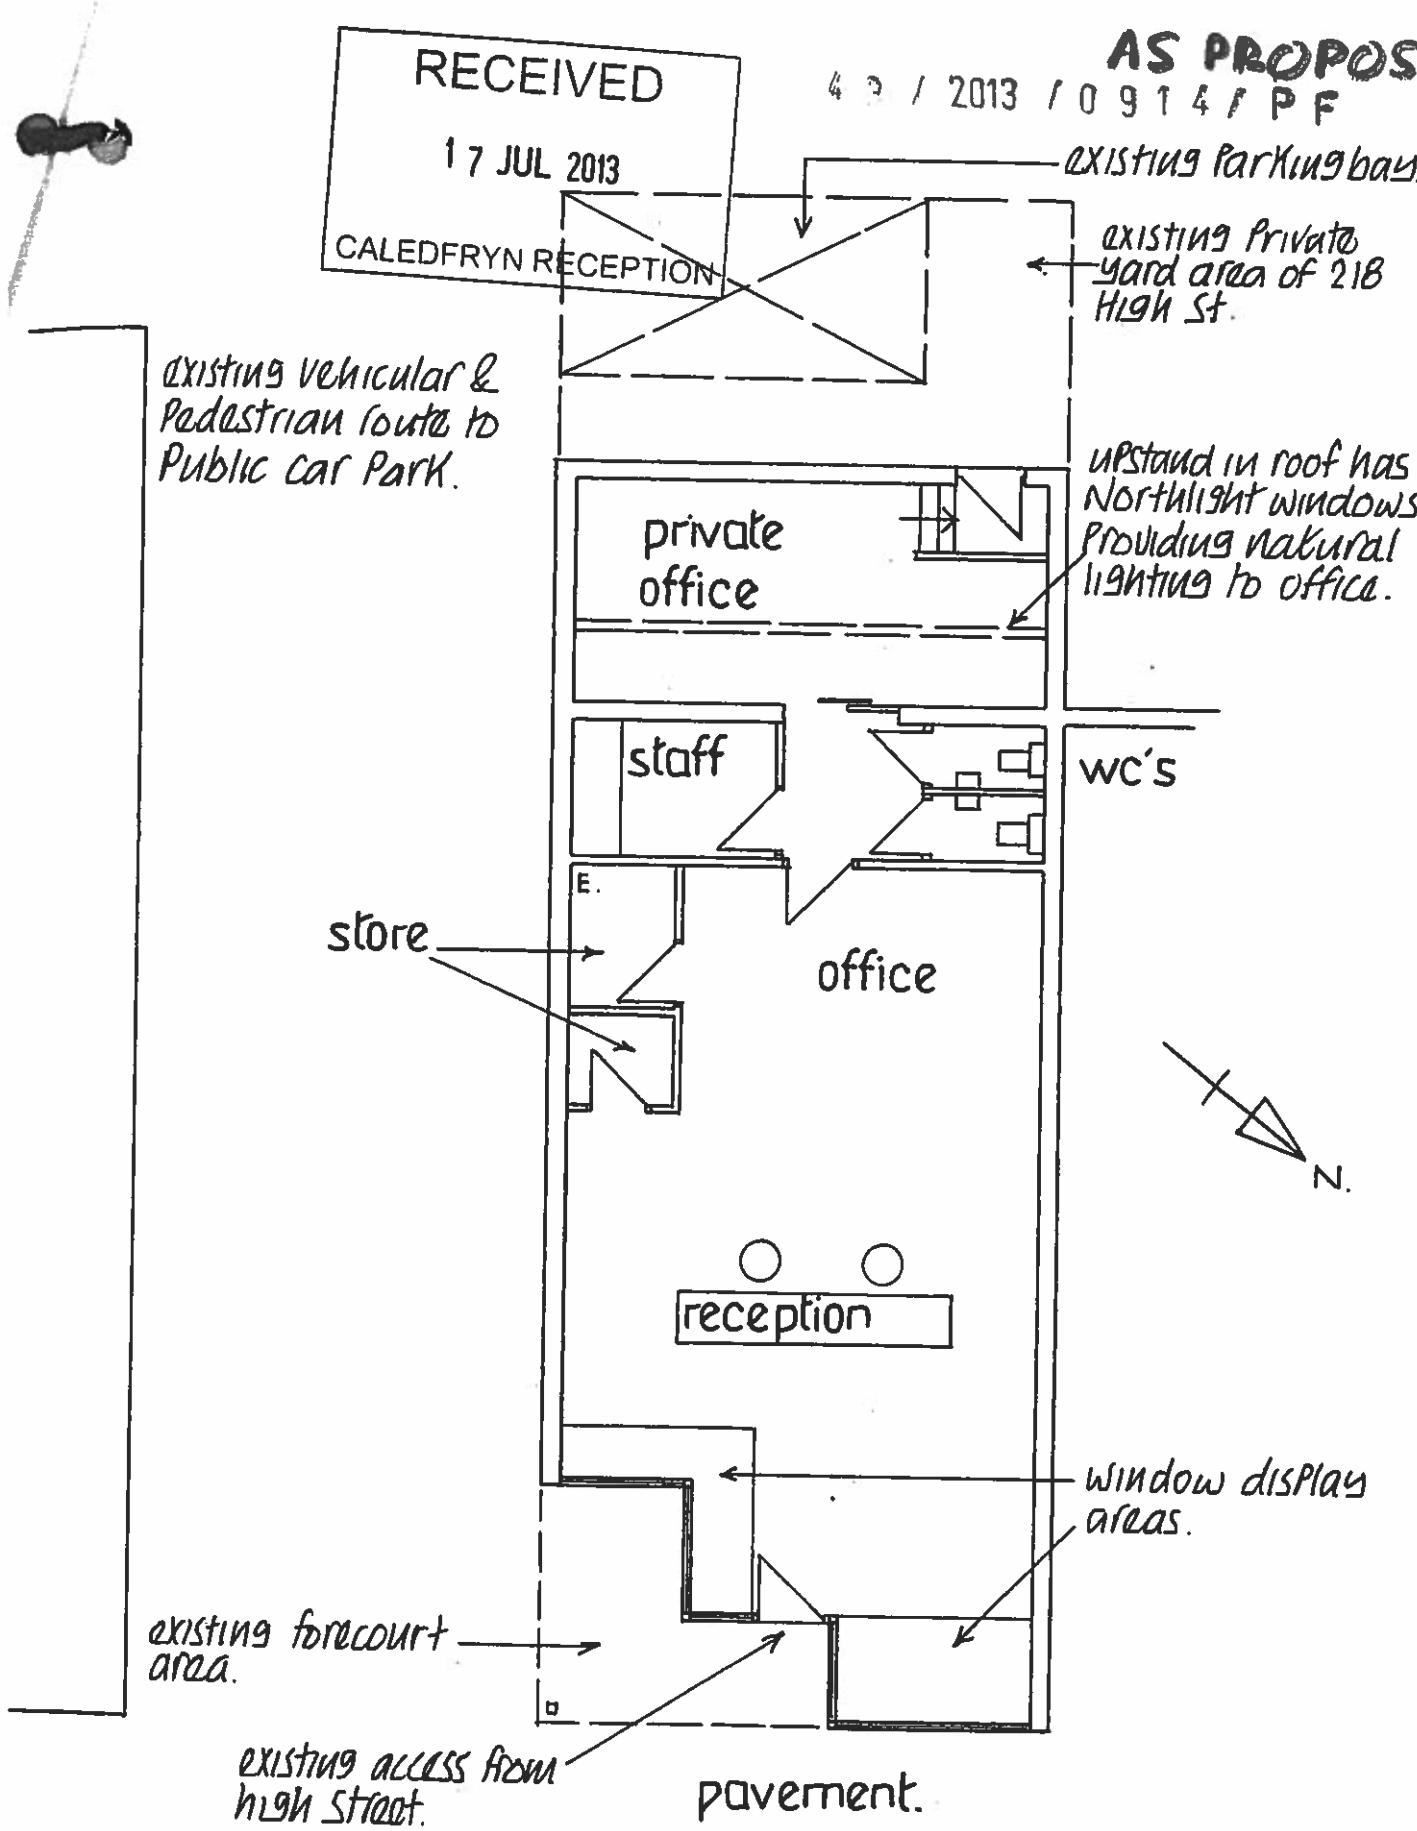 RECEIVED
17 JUL 2013
CALEDFRYN RECEPTION
AS PROPOS
/ 2013 / 0914 / PF
existing Parking bay.
existing Private
yard area of 218
High St.
existing vehicular &
Pedestrian route to
Public car Park.
upstand in roof has
Northlight windows
Providing natural
lighting to office.
private
office
staff
wc's
E.
store
office
N.
reception
window display
areas.
existing forecourt
area.
existing access from
high street.
pavement.